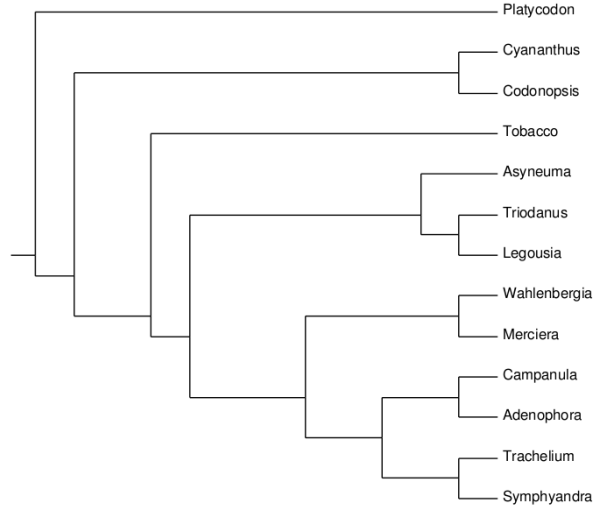 Platycodon
Cyananthus
Codonopsis
Tobacco
Asyneuma
Triodanus
Legousia
Wahlenbergia
Merciera
Campanula
Adenophora
Trachelium
Symphyandra